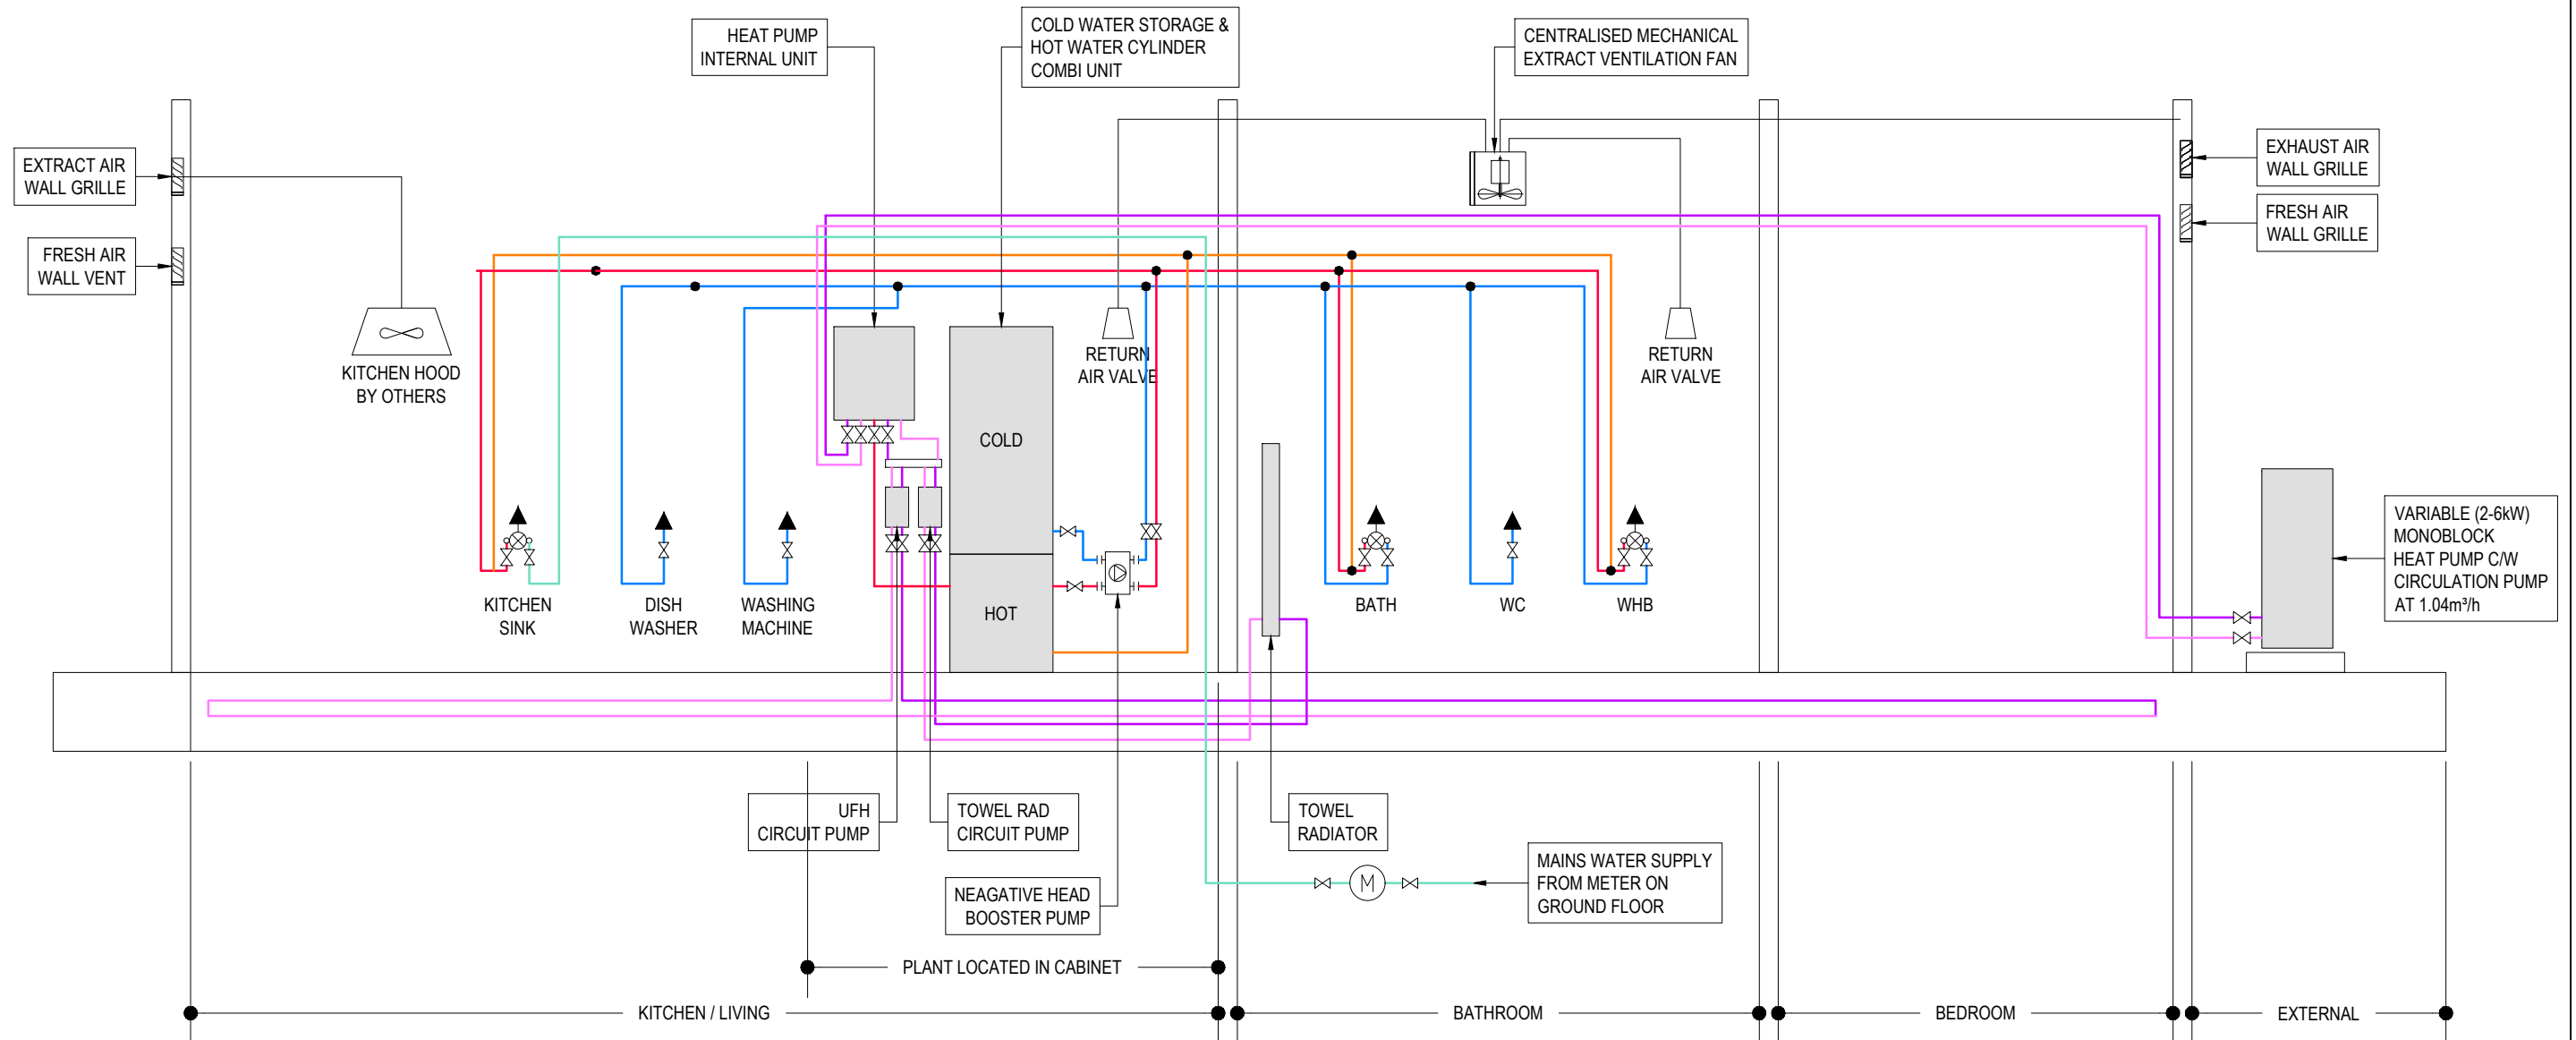 HEAT PUMP
INTERNAL UNIT
COLD WATER STORAGE &
HOT WATER CYLINDER
COMBI UNIT
CENTRALISED MECHANICAL
EXTRACT VENTILATION FAN
EXTRACT AIR
WALL GRILLE
EXHAUST AIR
WALL GRILLE
FRESH AIR
WALL VENT
FRESH AIR
WALL GRILLE
KITCHEN HOOD
BY OTHERS
RETURN
AIR VALVE
RETURN
AIR VALVE
COLD
HOT
KITCHEN
SINK
DISH
WASHER
WASHING
MACHINE
BATH
WC
WHB
VARIABLE (2-6kW)
MONOBLOCK
HEAT PUMP C/W
CIRCULATION PUMP
AT 1.04m³/h
UFH
CIRCUIT PUMP
TOWEL RAD
CIRCUIT PUMP
TOWEL
RADIATOR
NEAGATIVE HEAD
BOOSTER PUMP
M
MAINS WATER SUPPLY
FROM METER ON
GROUND FLOOR
PLANT LOCATED IN CABINET
KITCHEN / LIVING
BATHROOM
BEDROOM
EXTERNAL